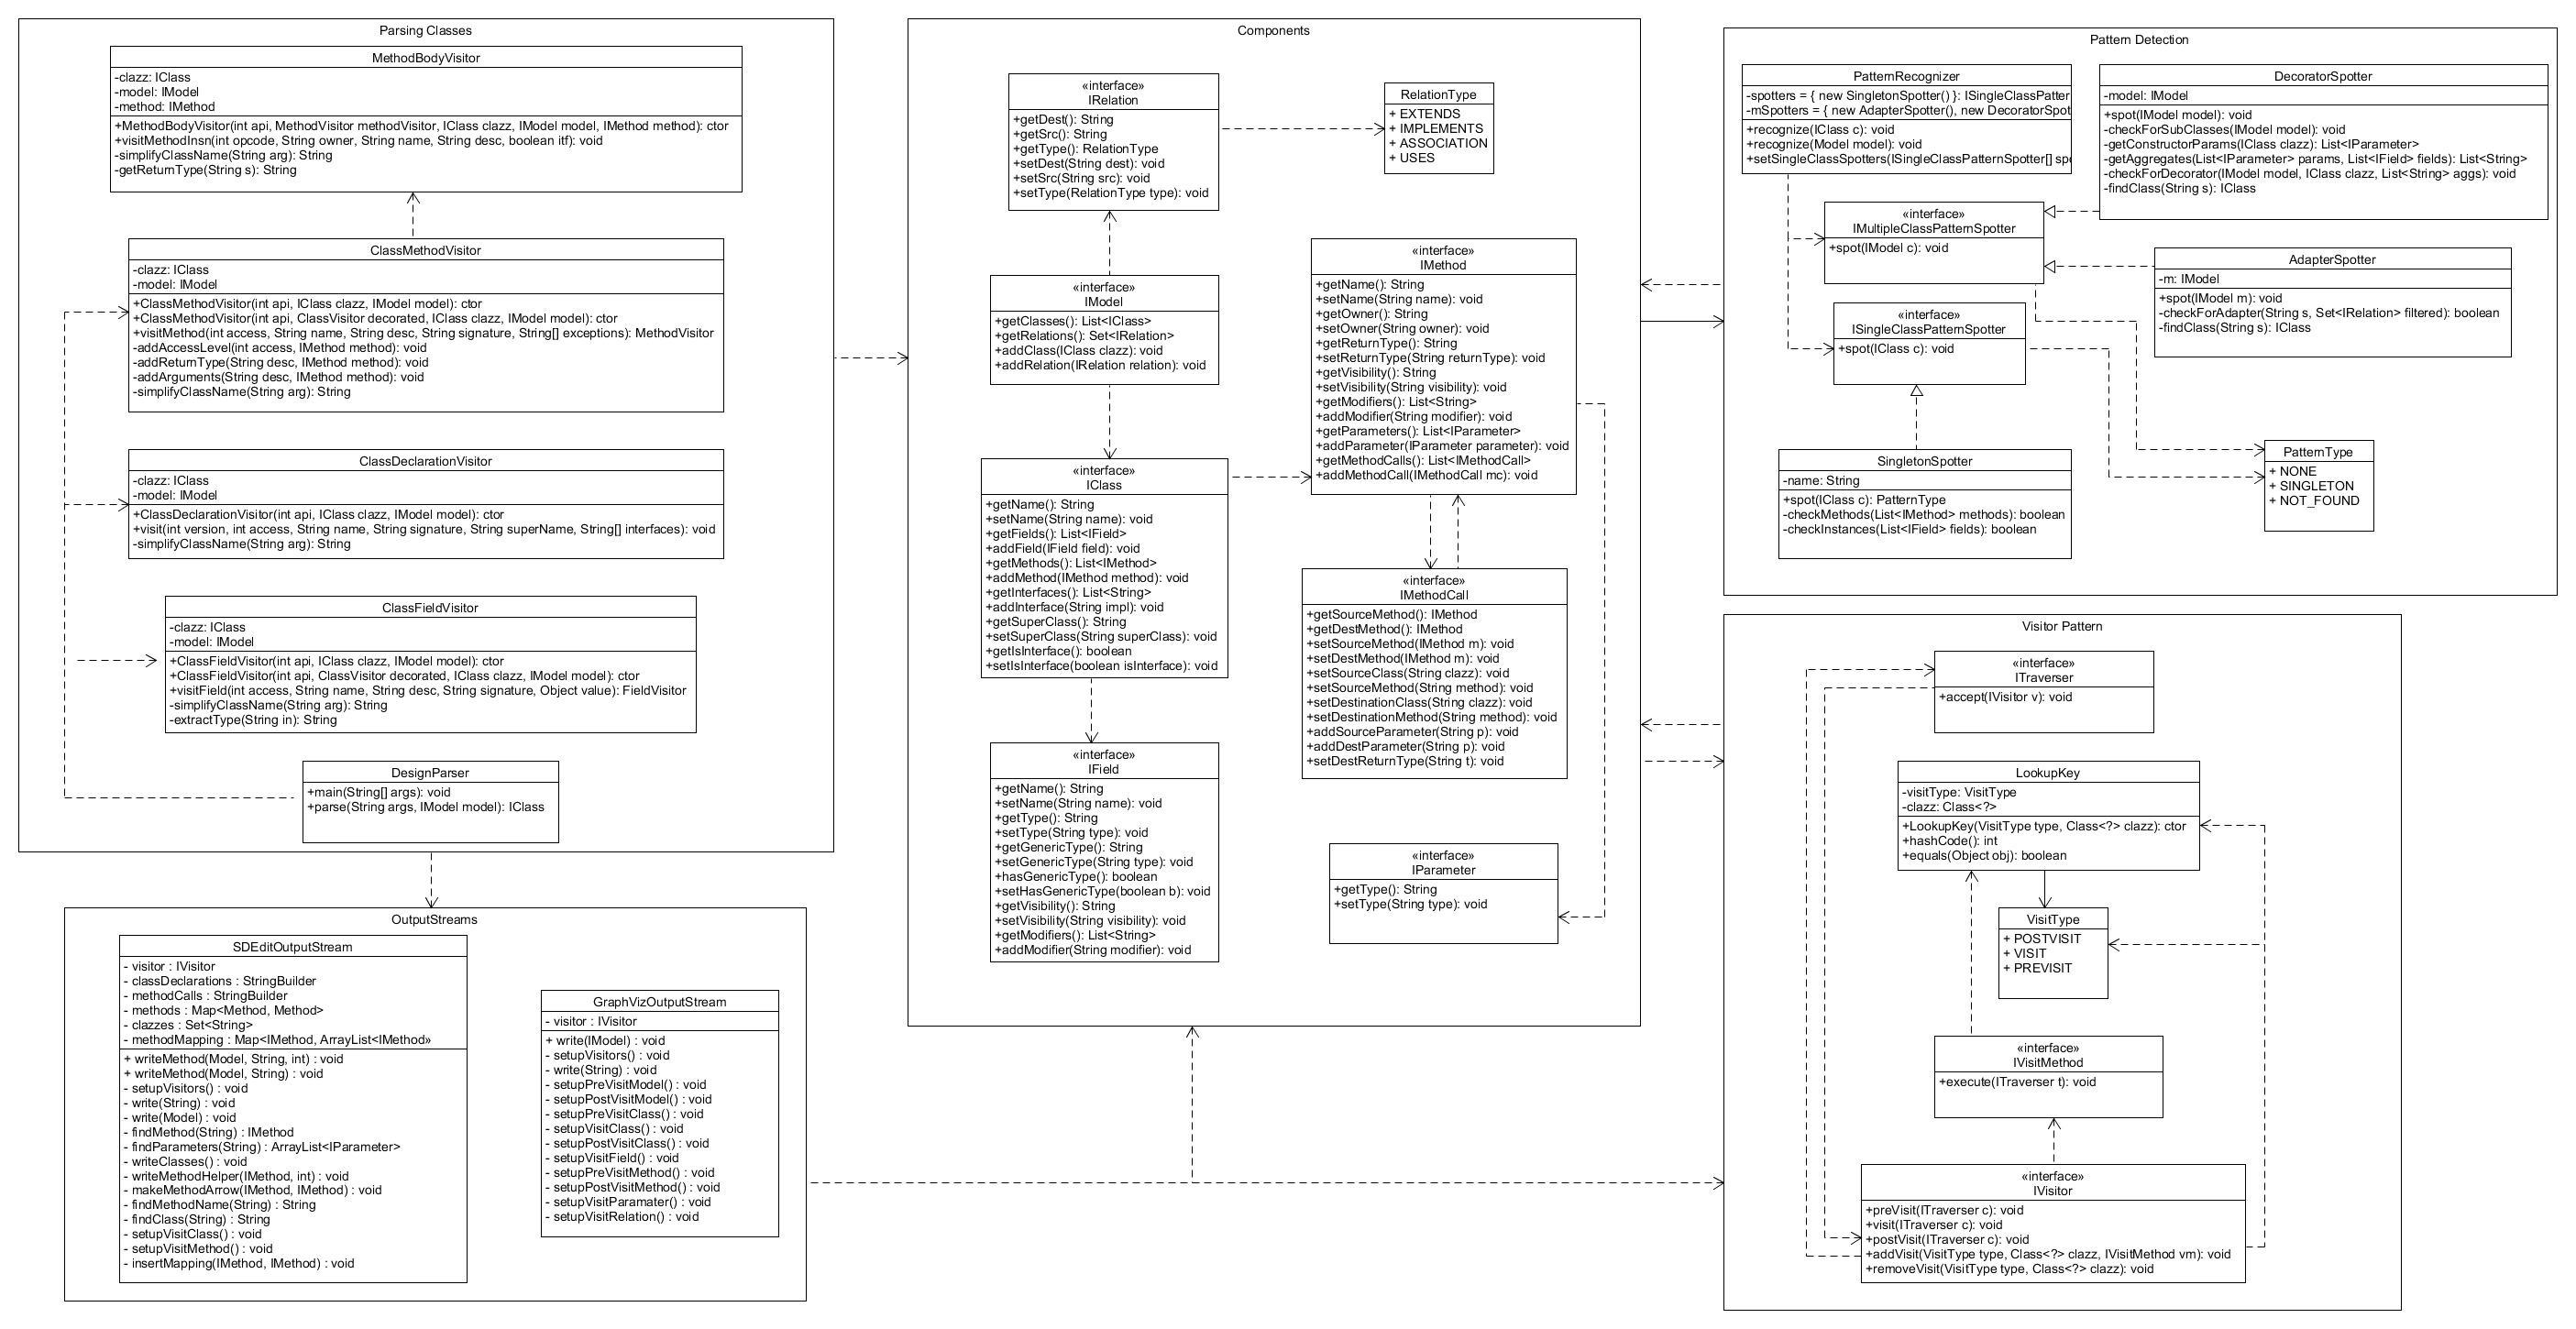 Parsing Classes
MethodBodyVisitor
-clazz: IClass
-model: IModel
-method: IMethod
+MethodBodyVisitor(int api, MethodVisitor methodVisitor, IClass clazz, IModel model, IMethod method): ctor
+visitMethodInsn(int opcode, String owner, String name, String desc, boolean itf): void
-simplifyClassName(String arg): String
-getReturnType(String s): String
ClassMethodVisitor
-clazz: IClass
-model: IModel
+ClassMethodVisitor(int api, IClass clazz, IModel model): ctor
+ClassMethodVisitor(int api, ClassVisitor decorated, IClass clazz, IModel model): ctor
+visitMethod(int access, String name, String desc, String signature, String[] exceptions): MethodVisitor
-addAccessLevel(int access, IMethod method): void
-addReturnType(String desc, IMethod method): void
-addArguments(String desc, IMethod method): void
-simplifyClassName(String arg): String
ClassDeclarationVisitor
-clazz: IClass
-model: IModel
+ClassDeclarationVisitor(int api, IClass clazz, IModel model): ctor
+visit(int version, int access, String name, String signature, String superName, String[] interfaces): void
-simplifyClassName(String arg): String
ClassFieldVisitor
-clazz: IClass
-model: IModel
+ClassFieldVisitor(int api, IClass clazz, IModel model): ctor
+ClassFieldVisitor(int api, ClassVisitor decorated, IClass clazz, IModel model): ctor
+visitField(int access, String name, String desc, String signature, Object value): FieldVisitor
-simplifyClassName(String arg): String
-extractType(String in): String
DesignParser
+main(String[] args): void
+parse(String args, IModel model): IClass
OutputStreams
SDEditOutputStream
- visitor : IVisitor
- classDeclarations : StringBuilder
- methodCalls : StringBuilder
- methods : Map<Method, Method>
- clazzes : Set<String>
- methodMapping : Map<IMethod, ArrayList<IMethod»
+ writeMethod(Model, String, int) : void
+ writeMethod(Model, String) : void
- setupVisitors() : void
- write(String) : void
- write(Model) : void
- findMethod(String) : IMethod
- findParameters(String) : ArrayList<IParameter>
- writeClasses() : void
- writeMethodHelper(IMethod, int) : void
- makeMethodArrow(IMethod, IMethod) : void
- findMethodName(String) : String
- findClass(String) : String
- setupVisitClass() : void
- setupVisitMethod() : void
- insertMapping(IMethod, IMethod) : void
GraphVizOutputStream
- visitor : IVisitor
+ write(IModel) : void
- setupVisitors() : void
- write(String) : void
- setupPreVisitModel() : void
- setupPostVisitModel() : void
- setupPreVisitClass() : void
- setupVisitClass() : void
- setupPostVisitClass() : void
- setupVisitField() : void
- setupPreVisitMethod() : void
- setupPostVisitMethod() : void
- setupVisitParamater() : void
- setupVisitRelation() : void
Components
«interface»
IRelation
+getDest(): String
+getSrc(): String
+getType(): RelationType
+setDest(String dest): void
+setSrc(String src): void
+setType(RelationType type): void
RelationType
+ EXTENDS
+ IMPLEMENTS
+ ASSOCIATION
+ USES
«interface»
IModel
+getClasses(): List<IClass>
+getRelations(): Set<IRelation>
+addClass(IClass clazz): void
+addRelation(IRelation relation): void
«interface»
IMethod
+getName(): String
+setName(String name): void
+getOwner(): String
+setOwner(String owner): void
+getReturnType(): String
+setReturnType(String returnType): void
+getVisibility(): String
+setVisibility(String visibility): void
+getModifiers(): List<String>
+addModifier(String modifier): void
+getParameters(): List<IParameter>
+addParameter(IParameter parameter): void
+getMethodCalls(): List<IMethodCall>
+addMethodCall(IMethodCall mc): void
«interface»
IClass
+getName(): String
+setName(String name): void
+getFields(): List<IField>
+addField(IField field): void
+getMethods(): List<IMethod>
+addMethod(IMethod method): void
+getInterfaces(): List<String>
+addInterface(String impl): void
+getSuperClass(): String
+setSuperClass(String superClass): void
+getIsInterface(): boolean
+setIsInterface(boolean isInterface): void
«interface»
IMethodCall
+getSourceMethod(): IMethod
+getDestMethod(): IMethod
+setSourceMethod(IMethod m): void
+setDestMethod(IMethod m): void
+setSourceClass(String clazz): void
+setSourceMethod(String method): void
+setDestinationClass(String clazz): void
+setDestinationMethod(String method): void
+addSourceParameter(String p): void
+addDestParameter(String p): void
+setDestReturnType(String t): void
«interface»
IField
+getName(): String
+setName(String name): void
+getType(): String
+setType(String type): void
+getGenericType(): String
+setGenericType(String type): void
+hasGenericType(): boolean
+setHasGenericType(boolean b): void
+getVisibility(): String
+setVisibility(String visibility): void
+getModifiers(): List<String>
+addModifier(String modifier): void
«interface»
IParameter
+getType(): String
+setType(String type): void
Pattern Detection
PatternRecognizer
-spotters = { new SingletonSpotter() }: ISingleClassPatter
-mSpotters = { new AdapterSpotter(), new DecoratorSpot
+recognize(IClass c): void
+recognize(Model model): void
+setSingleClassSpotters(ISingleClassPatternSpotter[] spe
DecoratorSpotter
-model: IModel
+spot(IModel model): void
-checkForSubClasses(IModel model): void
-getConstructorParams(IClass clazz): List<IParameter>
-getAggregates(List<IParameter> params, List<IField> fields): List<String>
-checkForDecorator(IModel model, IClass clazz, List<String> aggs): void
-findClass(String s): IClass
«interface»
IMultipleClassPatternSpotter
+spot(IModel c): void
AdapterSpotter
-m: IModel
+spot(IModel m): void
-checkForAdapter(String s, Set<IRelation> filtered): boolean
-findClass(String s): IClass
«interface»
ISingleClassPatternSpotter
+spot(IClass c): void
SingletonSpotter
-name: String
+spot(IClass c): PatternType
-checkMethods(List<IMethod> methods): boolean
-checkInstances(List<IField> fields): boolean
PatternType
+ NONE
+ SINGLETON
+ NOT_FOUND
Visitor Pattern
«interface»
ITraverser
+accept(IVisitor v): void
LookupKey
-visitType: VisitType
-clazz: Class<?>
+LookupKey(VisitType type, Class<?> clazz): ctor
+hashCode(): int
+equals(Object obj): boolean
VisitType
+ POSTVISIT
+ VISIT
+ PREVISIT
«interface»
IVisitMethod
+execute(ITraverser t): void
«interface»
IVisitor
+preVisit(ITraverser c): void
+visit(ITraverser c): void
+postVisit(ITraverser c): void
+addVisit(VisitType type, Class<?> clazz, IVisitMethod vm): void
+removeVisit(VisitType type, Class<?> clazz): void